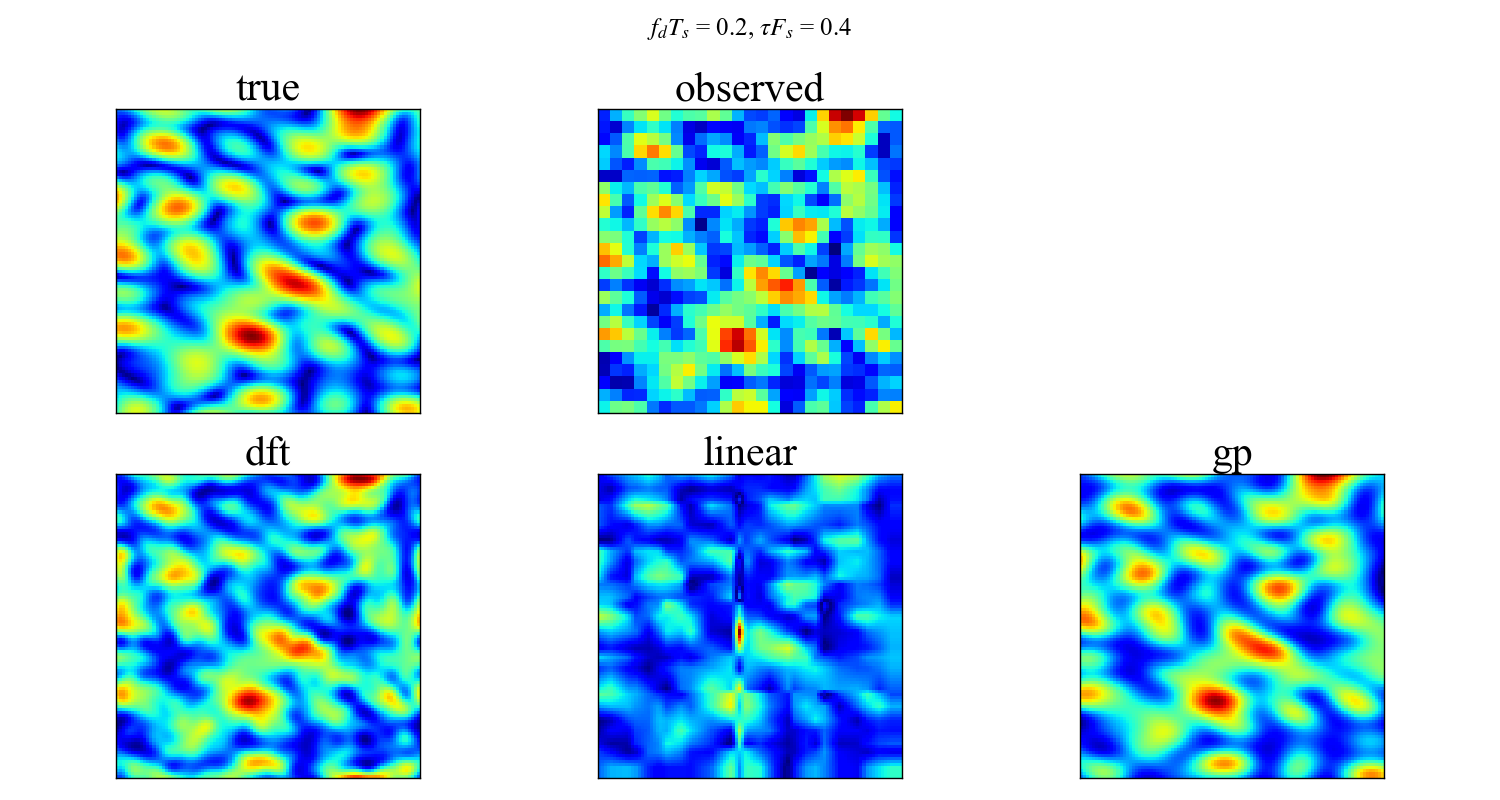 f_dT_s = 0.2, τF_s = 0.4
true
observed
dft
linear
gp